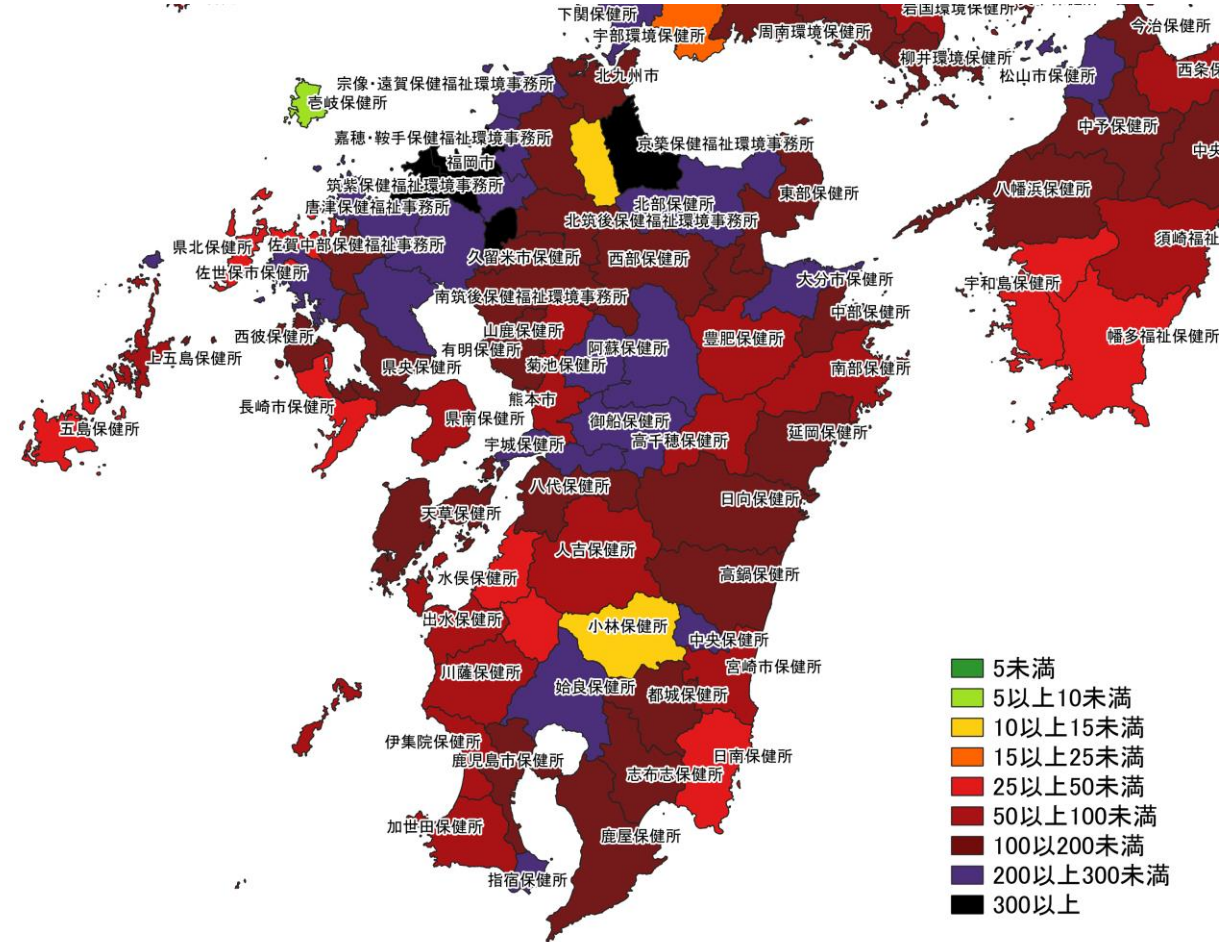 下関保健所
岩国環境保健所
宇部環境保健所
周南環境保健所
今治保健所
柳井環境保健所
北九州市
松山市保健所
西条保
宗像・遠賀保健福祉環境事務所
壱岐保健所
嘉穂・鞍手保健福祉環境事務所
京築保健福祉環境事務所
中予保健所
福岡市
中央
筑紫保健福祉環境事務所
東部保健所
八幡浜保健所
唐津保健福祉事務所
北部保健所
北筑後保健福祉環境事務所
県北保健所
佐賀中部保健福祉事務所
須崎福祉
久留米市保健所
西部保健所
佐世保市保健所
大分市保健所
宇和島保健所
南筑後保健福祉環境事務所
中部保健所
山鹿保健所
豊肥保健所
西彼保健所
幡多福祉保健所
有明保健所
阿蘇保健所
上五島保健所
県央保健所
菊池保健所
南部保健所
熊本市
長崎市保健所
県南保健所
御船保健所
五島保健所
延岡保健所
宇城保健所
高千穂保健所
八代保健所
日向保健所
天草保健所
人吉保健所
水俣保健所
高鍋保健所
出水保健所
小林保健所
中央保健所
川薩保健所
宮崎市保健所
姶良保健所
都城保健所
伊集院保健所
鹿児島市保健所
日南保健所
志布志保健所
加世田保健所
鹿屋保健所
指宿保健所
5未満
5以上10未満
10以上15未満
15以上25未満
25以上50未満
50以上100未満
100以200未満
200以上300未満
300以上